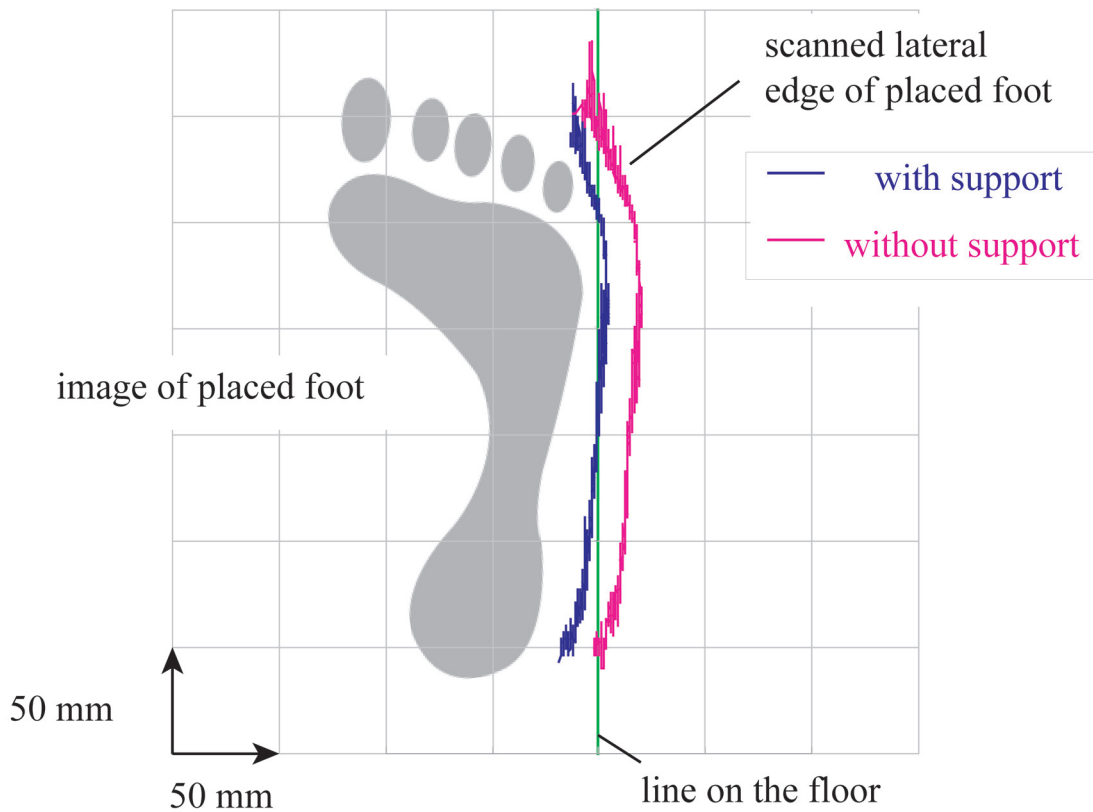 scanned lateral
edge of placed foot
with support
without support
image of placed foot
50 mm
50 mm
line on the floor